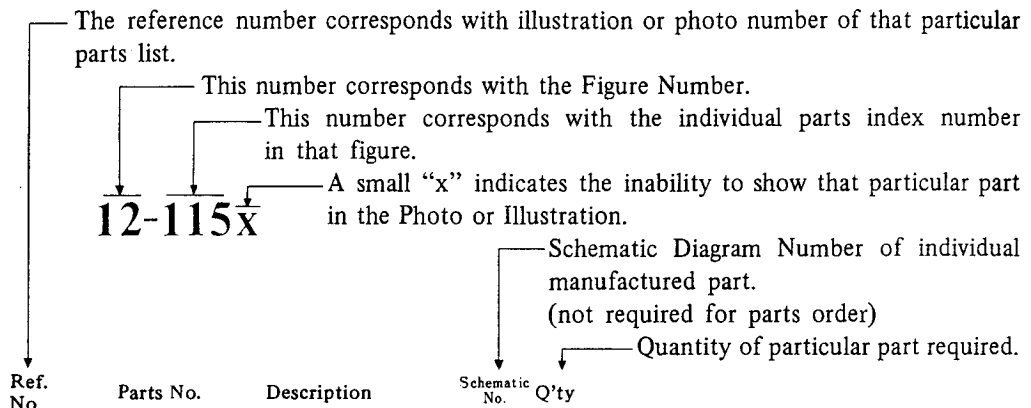 The reference number corresponds with illustration or photo number of that particular
parts list.
This number corresponds with the Figure Number.
This number corresponds with the individual parts index number
in that figure.
A small “x” indicates the inability to show that particular part
in the Photo or Illustration.
12-115x
Schematic Diagram Number of individual
manufactured part.
(not required for parts order)
Quantity of particular part required.
Ref.
No.
Parts No. Description Schematic No. Q'ty